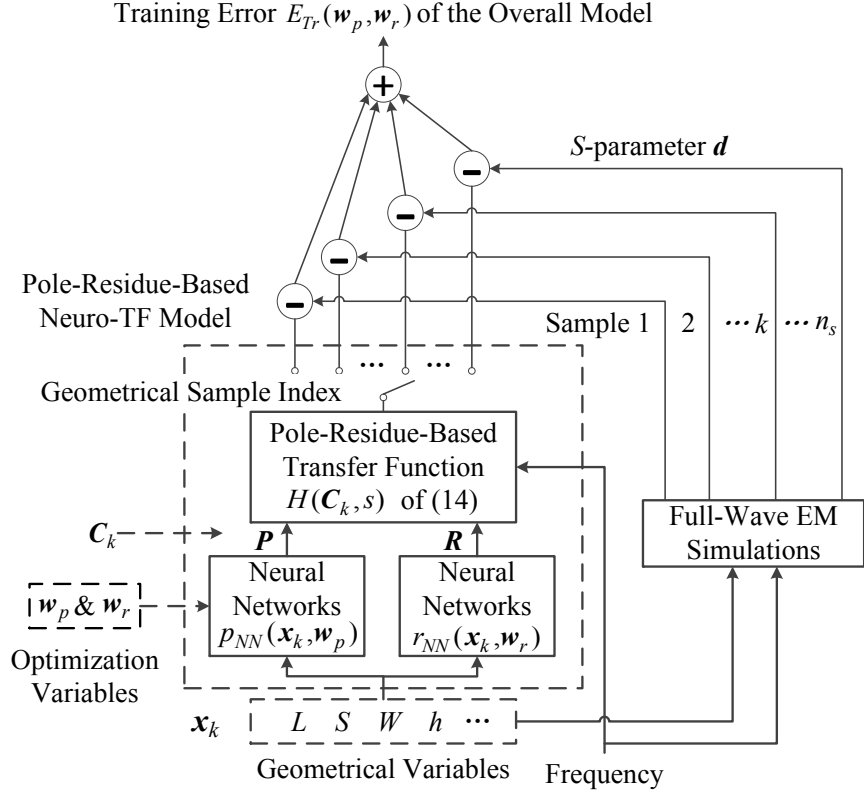 Training Error E_Tr(w_p,w_r) of the Overall Model
+
S-parameter d
−
−
−
−
Pole-Residue-Based
Neuro-TF Model
Sample 1 2 ··· k ··· n_s
··· ···
Geometrical Sample Index
Pole-Residue-Based
Transfer Function
H(C_k,s) of (14)
Full-Wave EM
Simulations
C_k
P R
Neural
Networks
p_NN(x_k,w_p)
Neural
Networks
r_NN(x_k,w_r)
w_p & w_r
Optimization
Variables
x_k L S W h ···
Geometrical Variables
Frequency